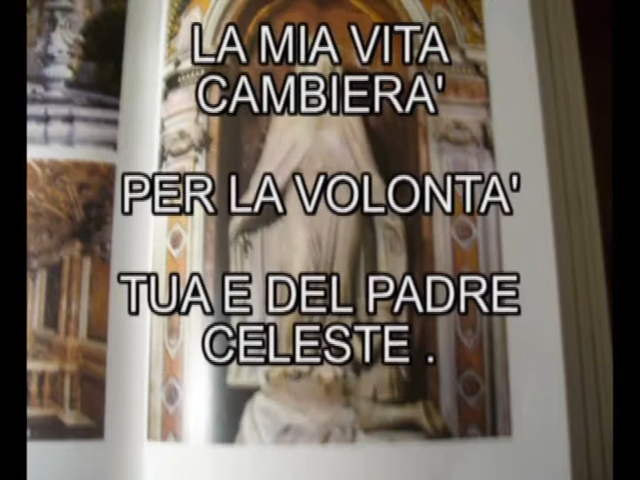 LA MIA VITA
CAMBIERA'
PER LA VOLONTA'
TUA E DEL PADRE
CELESTE .